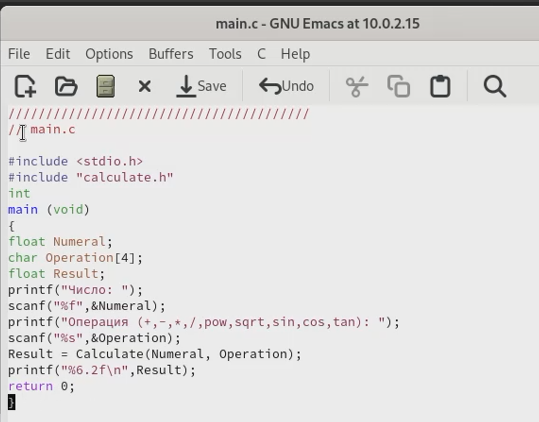 main.c - GNU Emacs at 10.0.2.15
File Edit Options Buffers Tools C Help
Save Undo
////////////////////////////////////////
// main.c
#include <stdio.h>
#include "calculate.h"
int
main (void)
{
float Numeral;
char Operation[4];
float Result;
printf("Число: ");
scanf("%f",&Numeral);
printf("Операция (+,-,*,/,pow,sqrt,sin,cos,tan): ");
scanf("%s",&Operation);
Result = Calculate(Numeral, Operation);
printf("%6.2f\n",Result);
return 0;
}